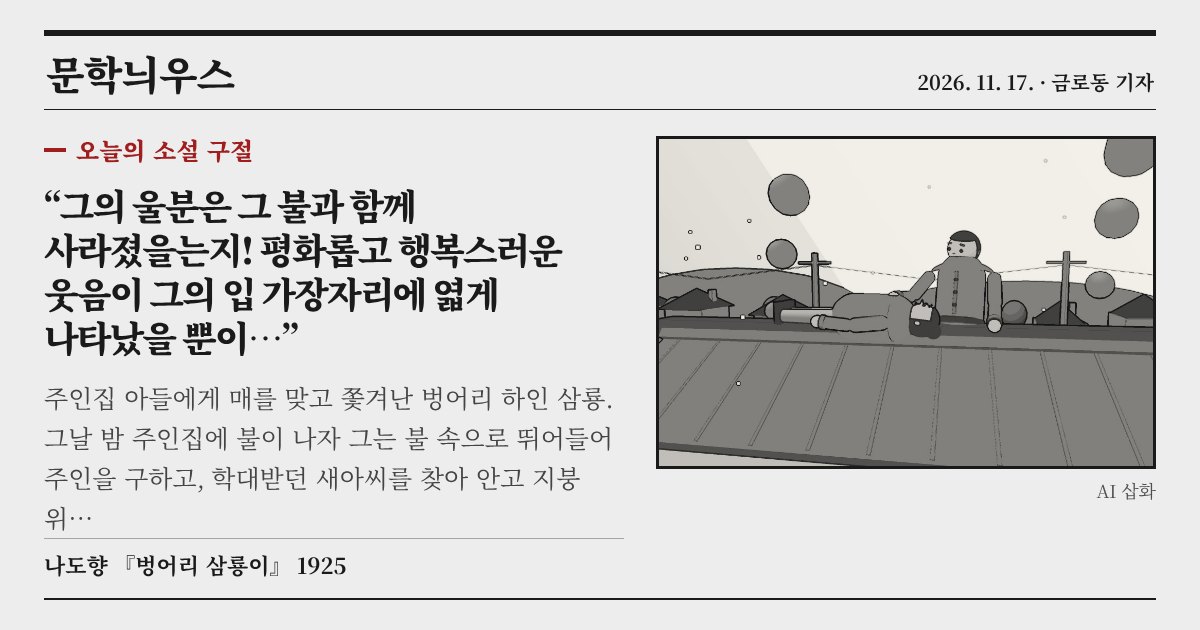 문학늬우스
2026. 11. 17. · 금로동 기자
오늘의 소설 구절
“그의 울분은 그 불과 함께
사라졌을는지! 평화롭고 행복스러운
웃음이 그의 입 가장자리에 엷게
나타났을 뿐이…”
주인집 아들에게 매를 맞고 쫓겨난 벙어리 하인 삼룡.
그날 밤 주인집에 불이 나자 그는 불 속으로 뛰어들어
주인을 구하고, 학대받던 새아씨를 찾아 안고 지붕
위…
나도향 『벙어리 삼룡이』 1925
AI 삽화